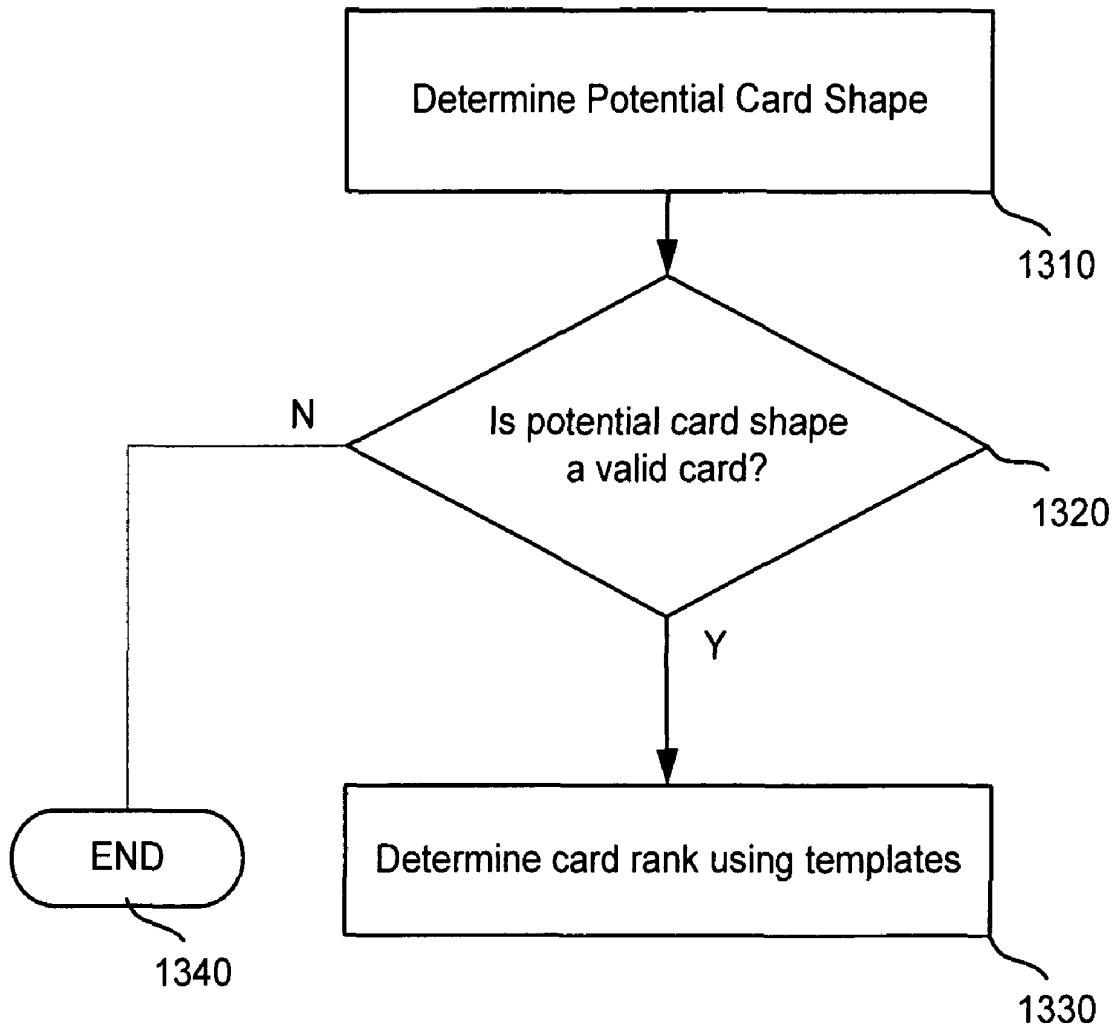 Determine Potential Card Shape
1310
N
Is potential card shape
a valid card?
1320
Y
END
Determine card rank using templates
1340
1330